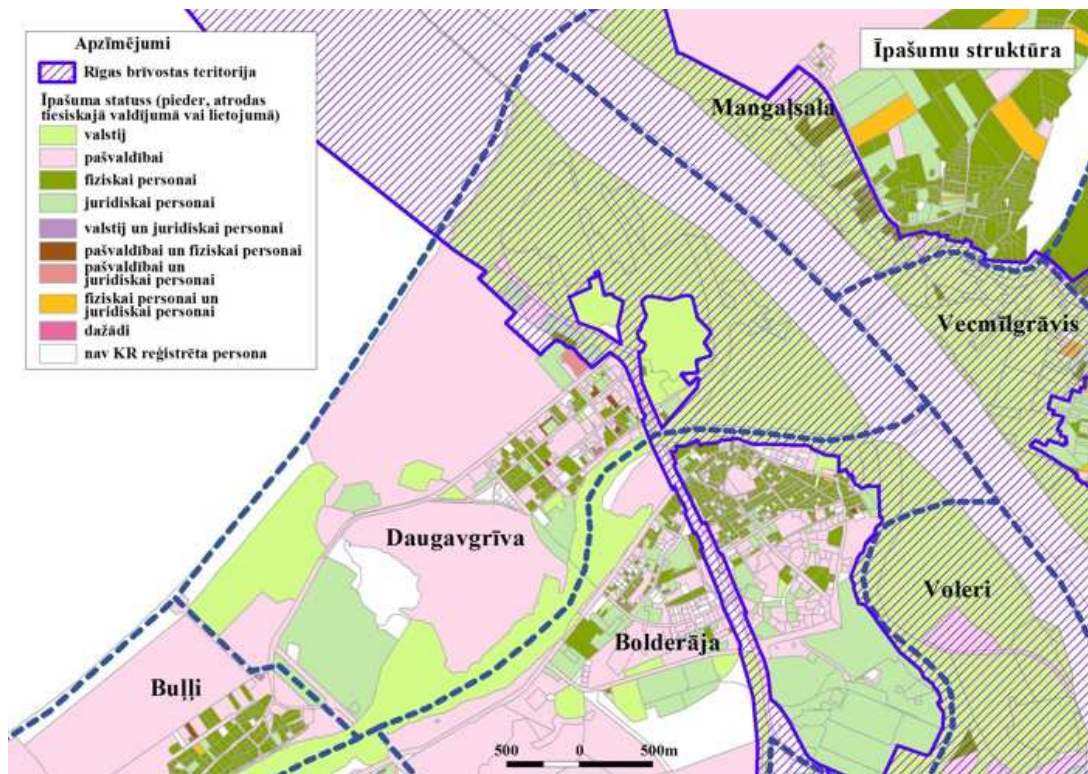 Apzīmējumi
Rīgas brīvostas teritorija
Īpašuma statuss (pieder, atrodas
tiesiskajā valdījumā vai lietojumā)
valstij
pašvaldībai
fiziskai personai
juridiskai personai
valstij un juridiskai personai
pašvaldībai un fiziskai personai
pašvaldībai un
juridiskai personai
fiziskai personai un
juridiskai personai
dažādi
nav KR reģistrēta persona
Īpašumu struktūra
Mangaļsala
Vecmīlgrāvis
Daugavgrīva
Voleri
Bolderāja
Buļļi
500 0 500m